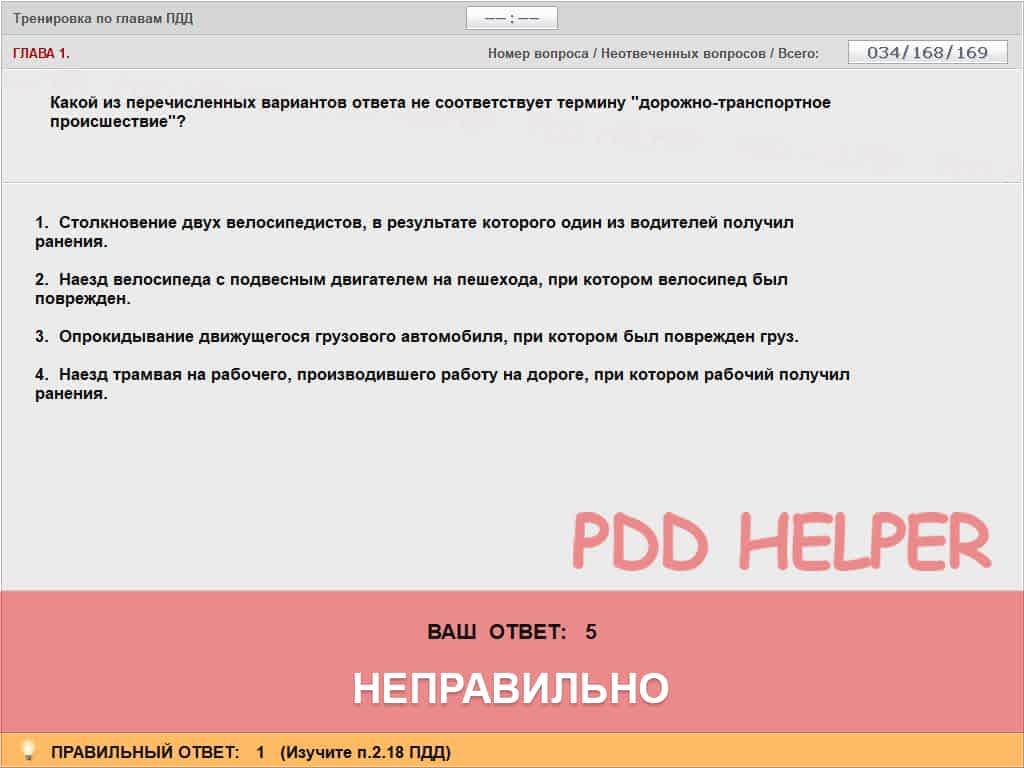 Тренировка по главам ПДД
–– : ––
ГЛАВА 1.
Номер вопроса / Неотвеченных вопросов / Всего:
034/168/169
Какой из перечисленных вариантов ответа не соответствует термину "дорожно-транспортное
происшествие"?
1. Столкновение двух велосипедистов, в результате которого один из водителей получил
ранения.
2. Наезд велосипеда с подвесным двигателем на пешехода, при котором велосипед был
поврежден.
3. Опрокидывание движущегося грузового автомобиля, при котором был поврежден груз.
4. Наезд трамвая на рабочего, производившего работу на дороге, при котором рабочий получил
ранения.
PDD HELPER
ВАШ ОТВЕТ: 5
НЕПРАВИЛЬНО
ПРАВИЛЬНЫЙ ОТВЕТ: 1 (Изучите п.2.18 ПДД)